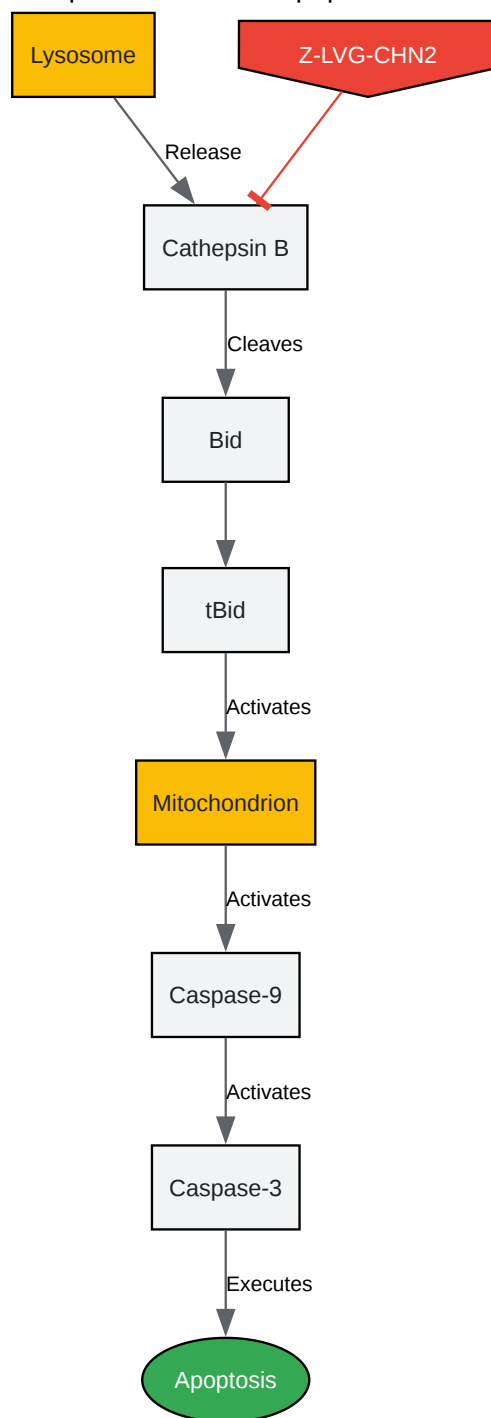 Lysosome
Z-LVG-CHN2
Release
Cathepsin B
Cleaves
Bid
tBid
Activates
Mitochondrion
Activates
Caspase-9
Activates
Caspase-3
Executes
Apoptosis